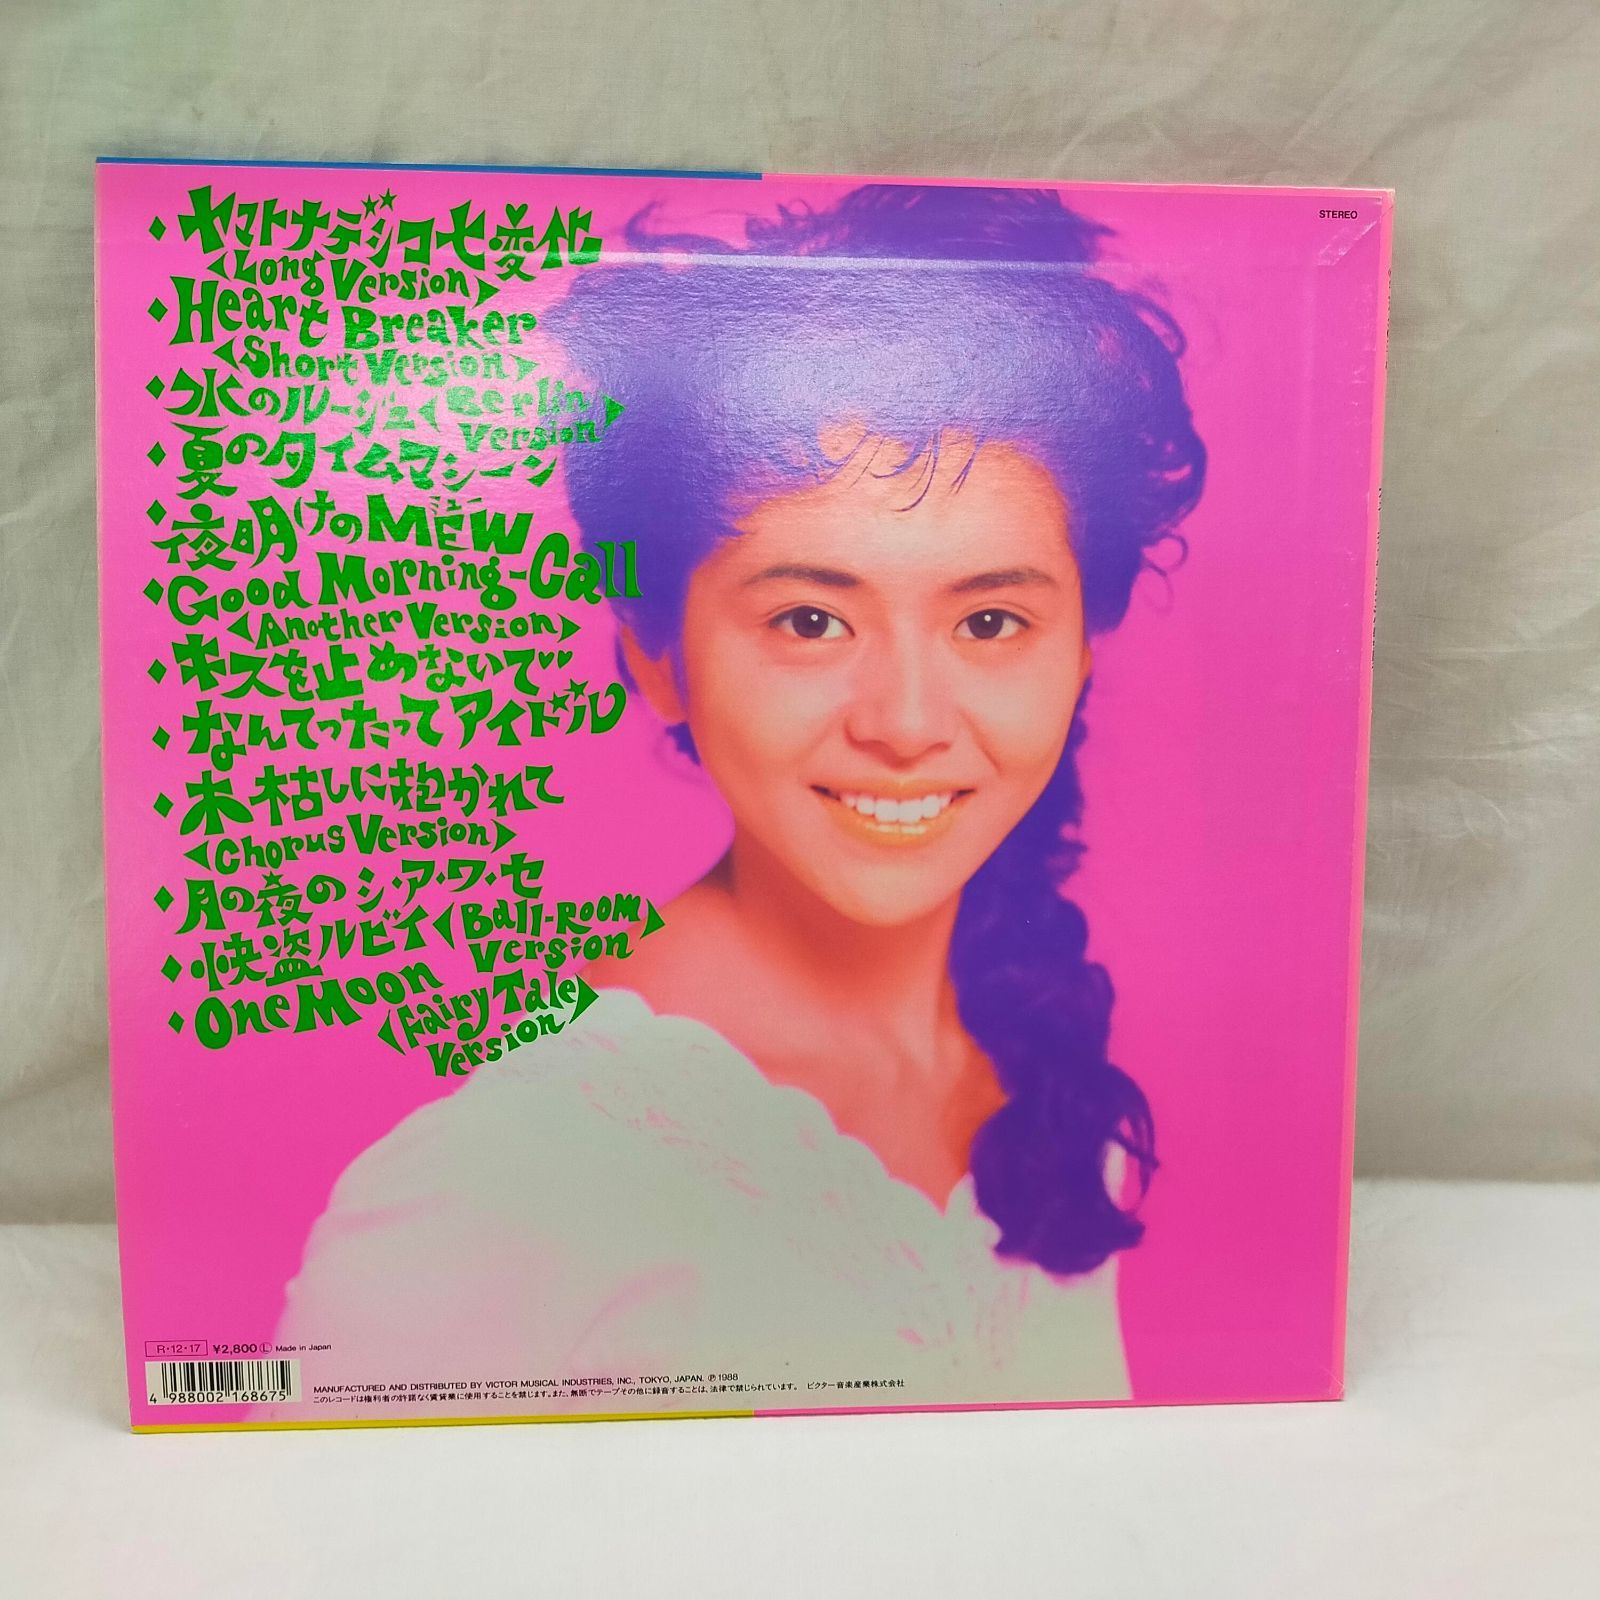 STEREO
◆ ヤマトナデシコ七変化
<Long Version>
◆ Heart Breaker
<Short Version>
◆ 水のルージュ <Berlin
Version>
◆ 夏のタイムマシーン
ミュー
◆ 夜明けのMEW
◆ Good Morning-Call
<Another Version>
◆ キスを止めないで♥♥
◆ なんてったってアイドル
◆ 木枯しに抱かれて
<Chorus Version>
◆ 月の夜のシ・ア・ワ・セ
◆ 快盗ルビイ <Ball-Room
Version>
◆ One Moon
<Fairy Tale
Version>
R・12・17 ¥2,800 Ⓛ Made in Japan
4 988002 168675
MANUFACTURED AND DISTRIBUTED BY VICTOR MUSICAL INDUSTRIES, INC., TOKYO, JAPAN. ℗ 1988
このレコードは権利者の許諾なく賃貸業に使用することを禁じます。また、無断でテープその他に録音することは、法律で禁じられています。 ビクター音楽産業株式会社